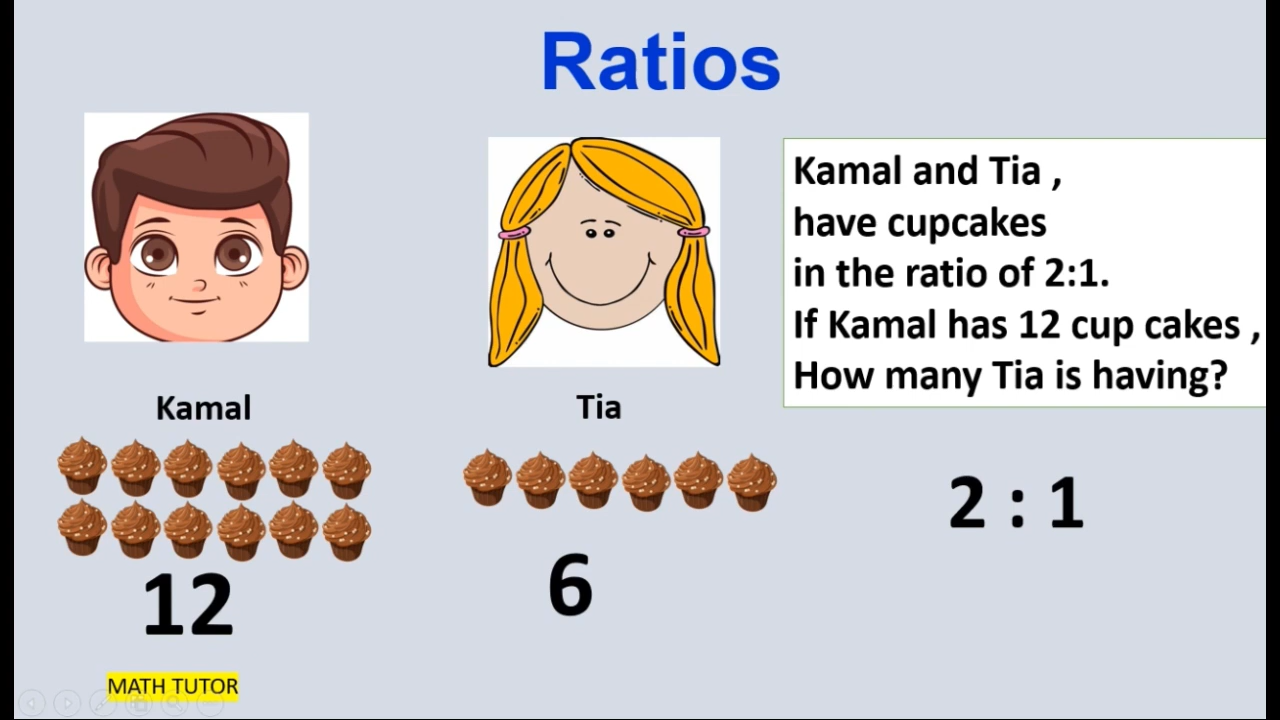 Ratios
Kamal and Tia ,
have cupcakes
in the ratio of 2:1.
If Kamal has 12 cup cakes ,
How many Tia is having?
Kamal
Tia
2 : 1
12
6
MATH TUTOR